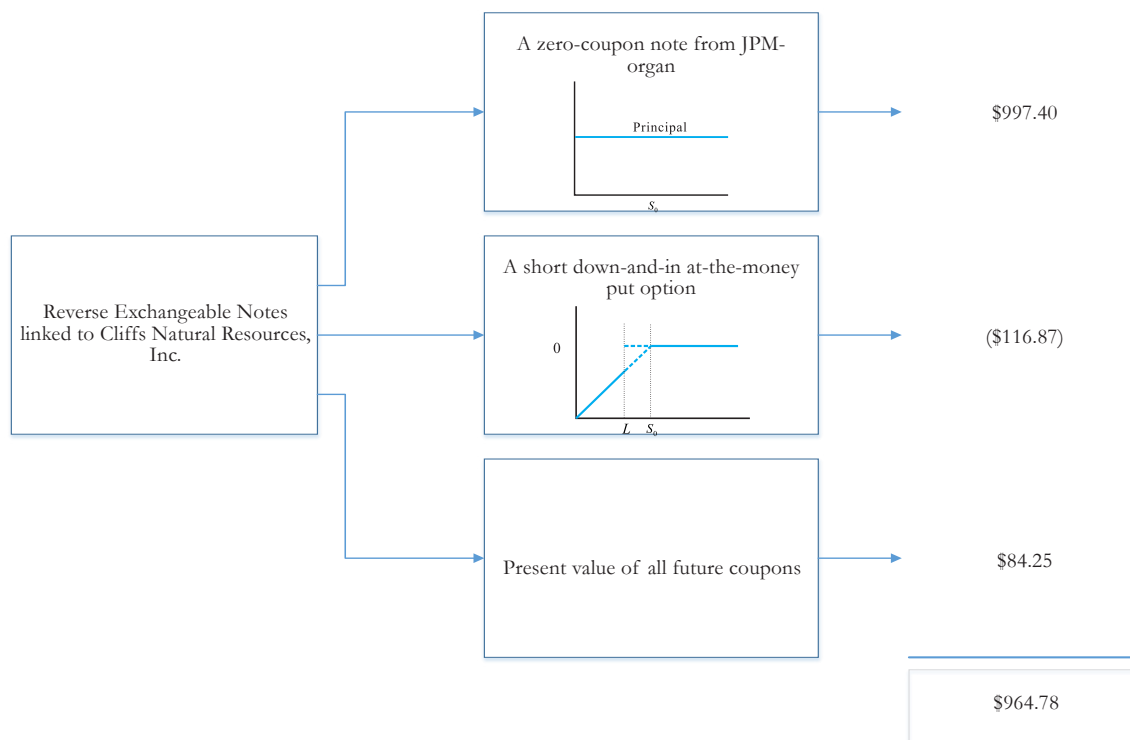 A zero-coupon note from JPM-
organ
Principal
S₀
$997.40
Reverse Exchangeable Notes
linked to Cliffs Natural Resources,
Inc.
A short down-and-in at-the-money
put option
0
L S₀
($116.87)
Present value of all future coupons
$84.25
$964.78